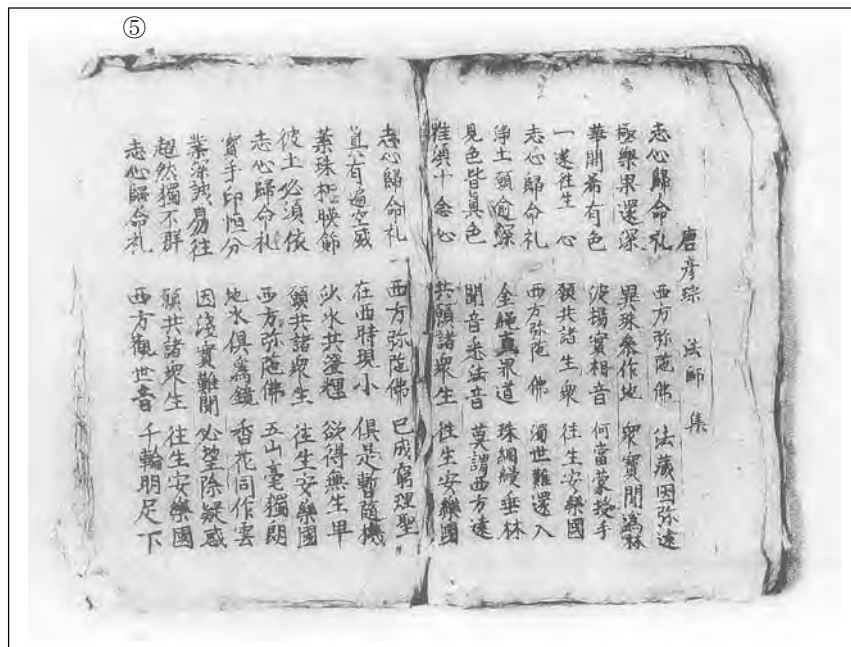 ⑤
唐彦琮 法師 集
志心歸命礼 西方弥陁佛 法藏因弥遠
極樂果還深 異珠參作地 衆寶間為林
華開希有色 波揚實相音 何當蒙授手
一遂往生心 願共諸生衆 往生安樂國
志心歸命礼 西方弥陁佛 濁世難還入
淨土願逾深 金繩直界道 珠網縵垂林
見色皆真色 聞音悉法音 莫謂西方遠
惟須十念心 共願諸衆生 往生安樂國
志心歸命礼 西方弥陁佛 已成窮理聖
真有遍空威 在西時現小 俱是暫隨機
葉珠相暎飾 沙水共澄想 欲得無生早
彼土必須依 願共諸衆生 往生安樂國
志心歸命礼 西方弥陁佛 五山毫獨朗
寶手印恒分 地水俱為鏡 香花同作雲
業深誠易往 因淺實難聞 必望除疑惑
超然獨不群 願共諸衆生 往生安樂國
志心歸命礼 西方觀世音 千輪明足下